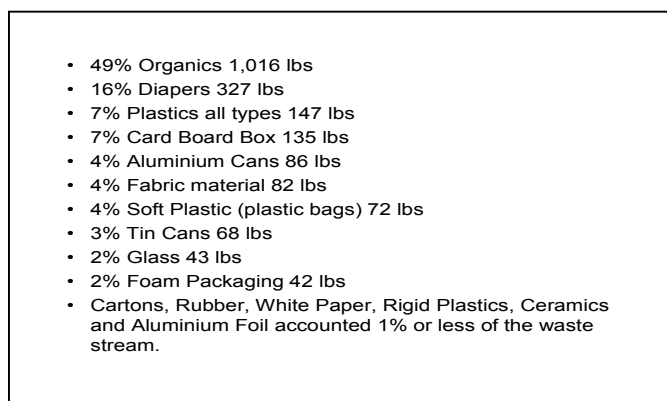 • 49% Organics 1,016 lbs
• 16% Diapers 327 lbs
• 7% Plastics all types 147 lbs
• 7% Card Board Box 135 lbs
• 4% Aluminium Cans 86 lbs
• 4% Fabric material 82 lbs
• 4% Soft Plastic (plastic bags) 72 lbs
• 3% Tin Cans 68 lbs
• 2% Glass 43 lbs
• 2% Foam Packaging 42 lbs
• Cartons, Rubber, White Paper, Rigid Plastics, Ceramics
and Aluminium Foil accounted 1% or less of the waste
stream.